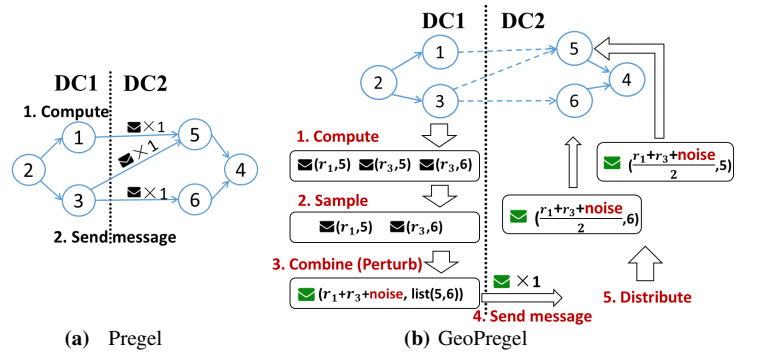 DC1 DC2
1. Compute
1
2
3
4
5
6
✉×1
✉×1
✉×1
2. Send message
(a) Pregel
DC1 DC2
1
2
3
4
5
6
1. Compute
✉(r₁,5) ✉(r₃,5) ✉(r₃,6)
2. Sample
✉(r₁,5) ✉(r₃,6)
3. Combine (Perturb)
✉ (r₁+r₃+noise, list(5,6))
✉ ×1
4. Send message
✉ (r₁+r₃+noise/2,6)
✉ (r₁+r₃+noise/2,5)
5. Distribute
(b) GeoPregel